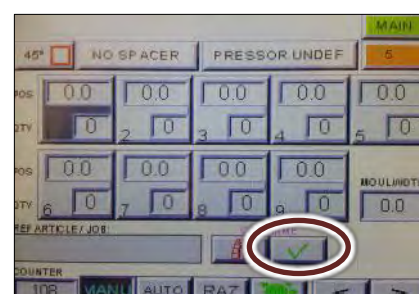 MAIN
45° NO SPACER PRESSOR UNDEF 5
POS 0.0 0.0 0.0 0.0 0.0
QTY 0 2 0 3 0 4 0 5 0
POS 0.0 0.0 0.0 0.0
MOULWIDTH
QTY 6 0 7 0 8 0 9 0 0.0
REF ARTICLE / JOB:
COUNTER
108 MANU AUTO RAZ